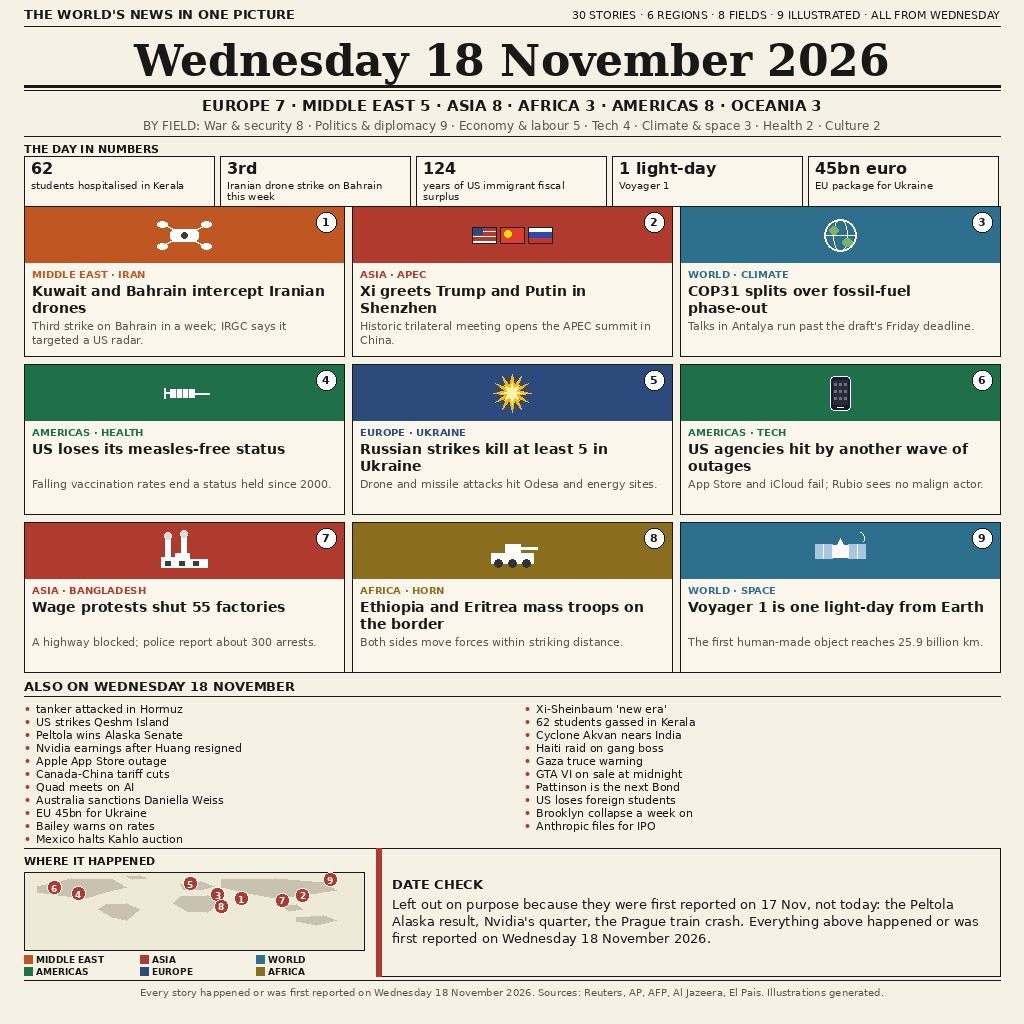 THE WORLD'S NEWS IN ONE PICTURE
30 STORIES · 6 REGIONS · 8 FIELDS · 9 ILLUSTRATED · ALL FROM WEDNESDAY
Wednesday 18 November 2026
EUROPE 7 · MIDDLE EAST 5 · ASIA 8 · AFRICA 3 · AMERICAS 8 · OCEANIA 3
BY FIELD: War & security 8 · Politics & diplomacy 9 · Economy & labour 5 · Tech 4 · Climate & space 3 · Health 2 · Culture 2
THE DAY IN NUMBERS
62
students hospitalised in Kerala
3rd
Iranian drone strike on Bahrain
this week
124
years of US immigrant fiscal
surplus
1 light-day
Voyager 1
45bn euro
EU package for Ukraine
1
MIDDLE EAST · IRAN
Kuwait and Bahrain intercept Iranian
drones
Third strike on Bahrain in a week; IRGC says it
targeted a US radar.
2
ASIA · APEC
Xi greets Trump and Putin in
Shenzhen
Historic trilateral meeting opens the APEC summit in
China.
3
WORLD · CLIMATE
COP31 splits over fossil-fuel
phase-out
Talks in Antalya run past the draft's Friday deadline.
4
AMERICAS · HEALTH
US loses its measles-free status
Falling vaccination rates end a status held since 2000.
5
EUROPE · UKRAINE
Russian strikes kill at least 5 in
Ukraine
Drone and missile attacks hit Odesa and energy sites.
6
AMERICAS · TECH
US agencies hit by another wave of
outages
App Store and iCloud fail; Rubio sees no malign actor.
7
ASIA · BANGLADESH
Wage protests shut 55 factories
A highway blocked; police report about 300 arrests.
8
AFRICA · HORN
Ethiopia and Eritrea mass troops on
the border
Both sides move forces within striking distance.
9
WORLD · SPACE
Voyager 1 is one light-day from Earth
The first human-made object reaches 25.9 billion km.
ALSO ON WEDNESDAY 18 NOVEMBER
• tanker attacked in Hormuz
• US strikes Qeshm Island
• Peltola wins Alaska Senate
• Nvidia earnings after Huang resigned
• Apple App Store outage
• Canada-China tariff cuts
• Quad meets on AI
• Australia sanctions Daniella Weiss
• EU 45bn for Ukraine
• Bailey warns on rates
• Mexico halts Kahlo auction
• Xi-Sheinbaum 'new era'
• 62 students gassed in Kerala
• Cyclone Akvan nears India
• Haiti raid on gang boss
• Gaza truce warning
• GTA VI on sale at midnight
• Pattinson is the next Bond
• US loses foreign students
• Brooklyn collapse a week on
• Anthropic files for IPO
WHERE IT HAPPENED
6
4
5
3
8
1
7
2
9
MIDDLE EAST
ASIA
WORLD
AMERICAS
EUROPE
AFRICA
DATE CHECK
Left out on purpose because they were first reported on 17 Nov, not today: the Peltola
Alaska result, Nvidia's quarter, the Prague train crash. Everything above happened or was
first reported on Wednesday 18 November 2026.
Every story happened or was first reported on Wednesday 18 November 2026. Sources: Reuters, AP, AFP, Al Jazeera, El Pais. Illustrations generated.